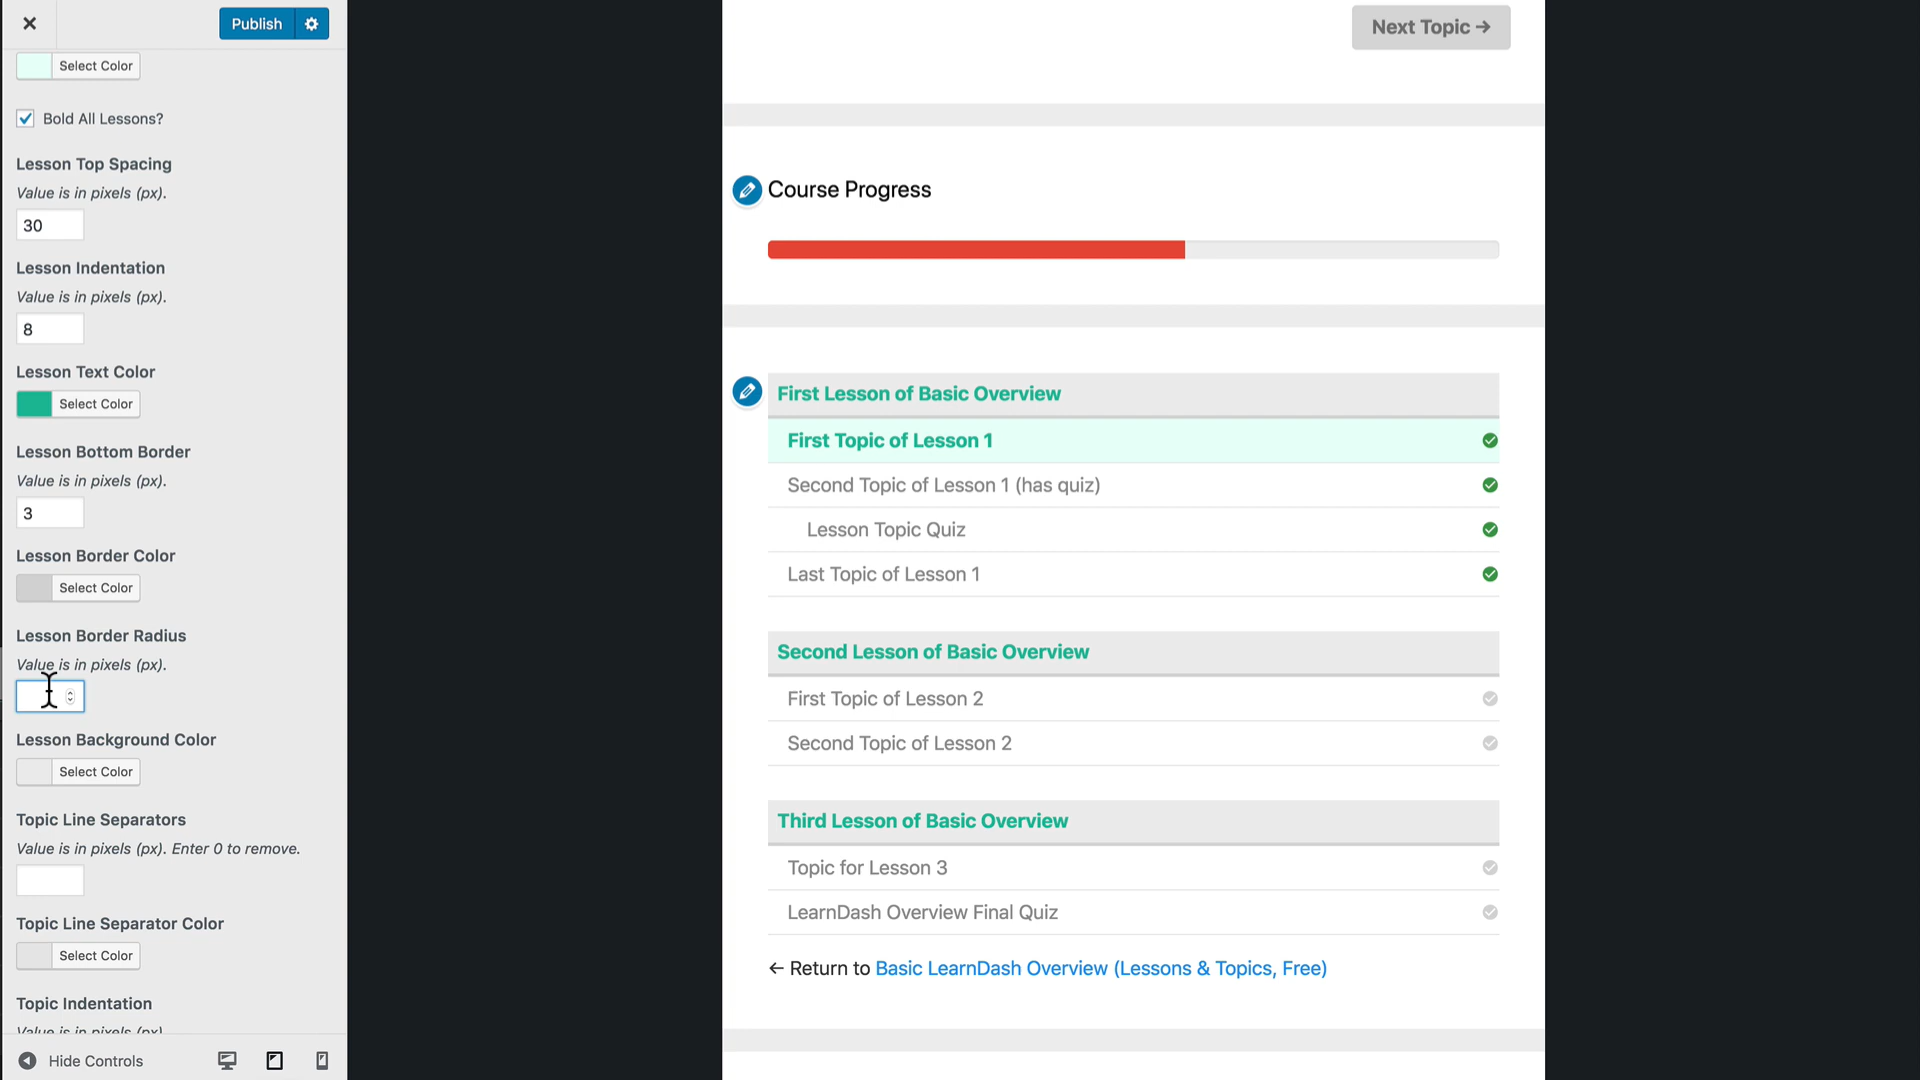 Publish
Select Color
Bold All Lessons?
Lesson Top Spacing
Value is in pixels (px).
30
Lesson Indentation
Value is in pixels (px).
8
Lesson Text Color
Select Color
Lesson Bottom Border
Value is in pixels (px).
3
Lesson Border Color
Select Color
Lesson Border Radius
Value is in pixels (px).
Lesson Background Color
Select Color
Topic Line Separators
Value is in pixels (px). Enter 0 to remove.
Topic Line Separator Color
Select Color
Topic Indentation
Value is in pixels (px).
Hide Controls
Next Topic →
Course Progress
First Lesson of Basic Overview
First Topic of Lesson 1
Second Topic of Lesson 1 (has quiz)
Lesson Topic Quiz
Last Topic of Lesson 1
Second Lesson of Basic Overview
First Topic of Lesson 2
Second Topic of Lesson 2
Third Lesson of Basic Overview
Topic for Lesson 3
LearnDash Overview Final Quiz
← Return to Basic LearnDash Overview (Lessons & Topics, Free)